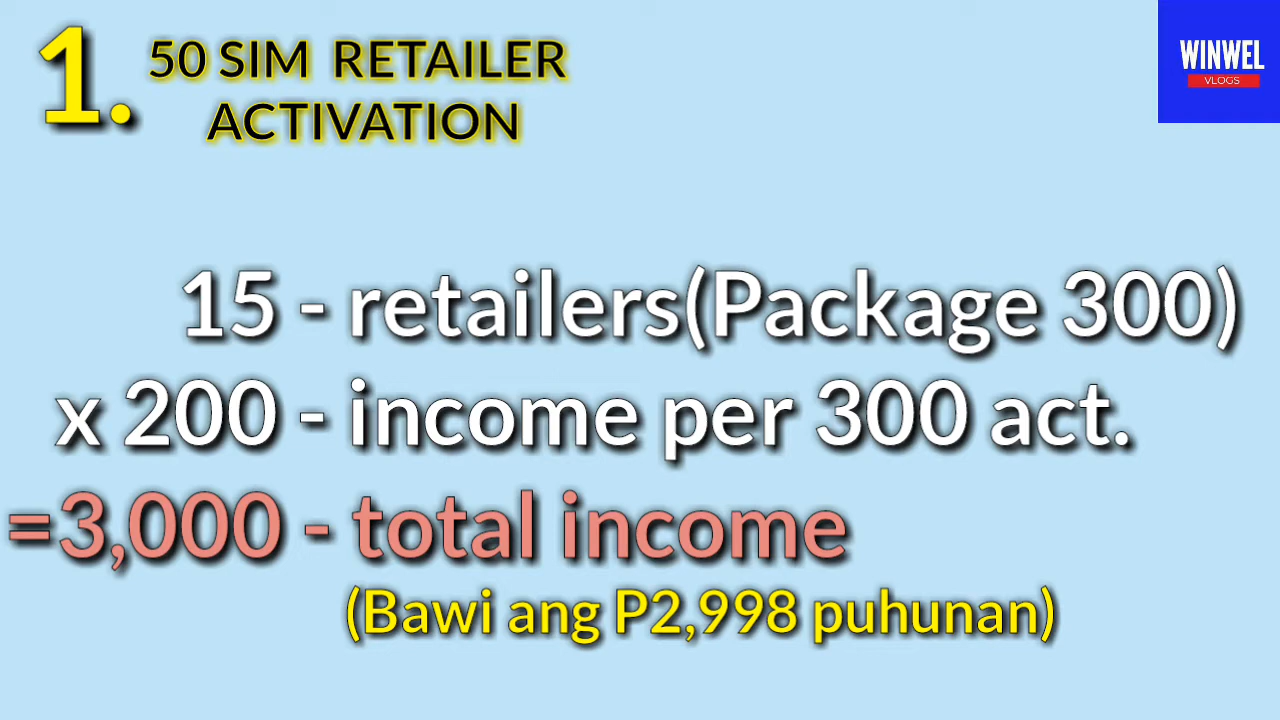 1. 50 SIM RETAILER
ACTIVATION
WINWEL
VLOGS
15 - retailers(Package 300)
x 200 - income per 300 act.
=3,000 - total income
(Bawi ang P2,998 puhunan)